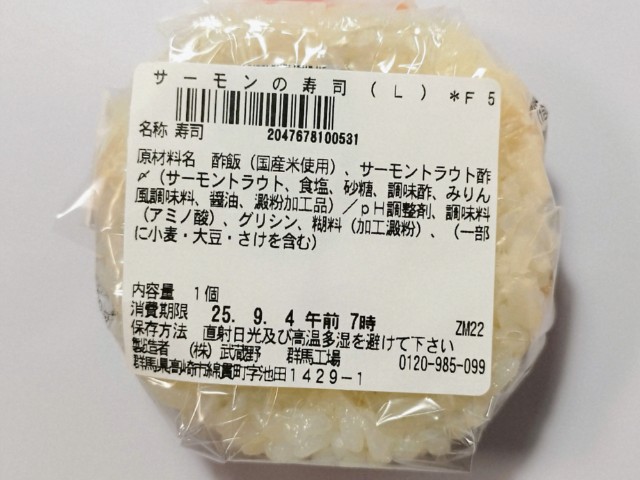 サーモンの寿司(L) *F5
2047678100531
名称 寿司
原材料名 酢飯(国産米使用)、サーモントラウト酢
〆(サーモントラウト、食塩、砂糖、調味酢、みりん
風調味料、醤油、澱粉加工品)/pH調整剤、調味料
(アミノ酸)、グリシン、糊料(加工澱粉)、(一部
に小麦・大豆・さけを含む)
内容量 1個
消費期限 25. 9. 4 午前 7時
ZM22
保存方法 直射日光及び高温多湿を避けて下さい
製造者 (株)武蔵野 群馬工場 0120-985-099
群馬県高崎市綿貫町字池田1429-1